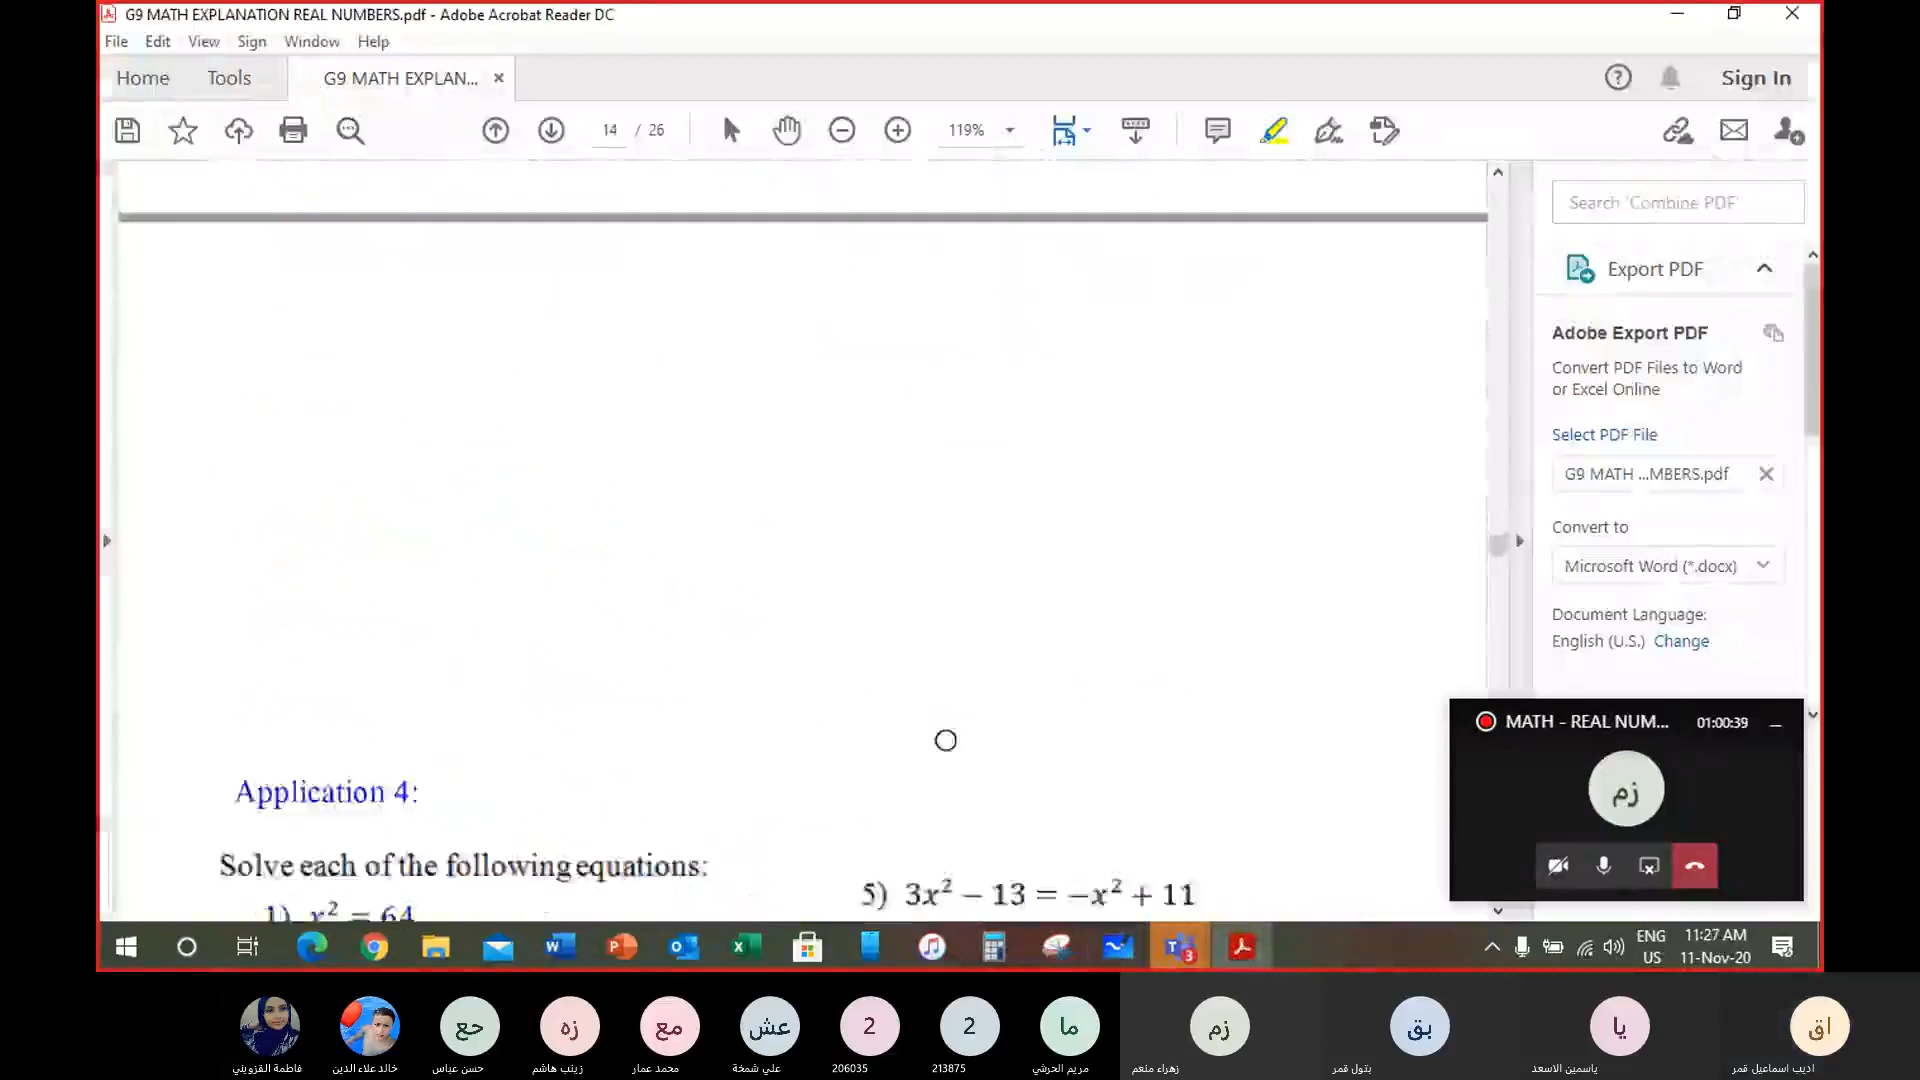 G9 MATH EXPLANATION REAL NUMBERS.pdf - Adobe Acrobat Reader DC
File Edit View Sign Window Help
Home Tools G9 MATH EXPLAN... Sign In
14 / 26 119%
Search 'Combine PDF'
Export PDF
Adobe Export PDF
Convert PDF Files to Word
or Excel Online
Select PDF File
G9 MATH ...MBERS.pdf
Convert to
Microsoft Word (*.docx)
Document Language:
English (U.S.) Change
MATH - REAL NUM... 01:00:39
زم
Application 4:
Solve each of the following equations:
1) x² = 64
5) 3x² − 13 = −x² + 11
ENG 11:27 AM
US 11-Nov-20
3
حع زه مع عش 2 2 ما زم بق يا اق
فاطمة القزويني خالد علاء الدين حسن عباس زينب هاشم محمد عمار علي شمخة 206035 213875 مريم الحرشي زهراء منعم بتول قمر ياسمين الاسعد اديب اسماعيل قمر